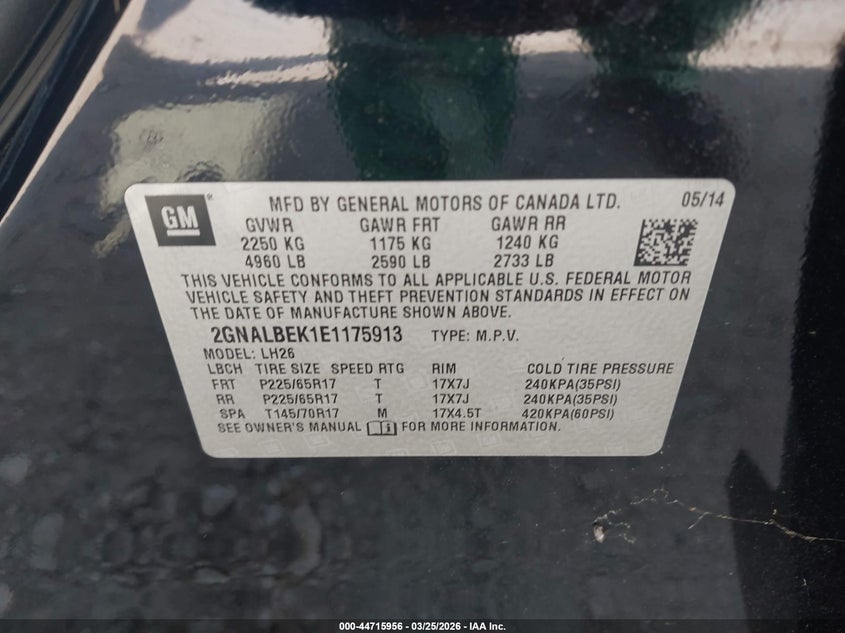 GM
®
MFD BY GENERAL MOTORS OF CANADA LTD. 05/14
GVWR GAWR FRT GAWR RR
2250 KG 1175 KG 1240 KG
4960 LB 2590 LB 2733 LB
THIS VEHICLE CONFORMS TO ALL APPLICABLE U.S. FEDERAL MOTOR
VEHICLE SAFETY AND THEFT PREVENTION STANDARDS IN EFFECT ON
THE DATE OF MANUFACTURE SHOWN ABOVE.
2GNALBEK1E1175913 TYPE: M.P.V.
MODEL: LH26
LBCH TIRE SIZE SPEED RTG RIM COLD TIRE PRESSURE
FRT P225/65R17 T 17X7J 240KPA(35PSI)
RR P225/65R17 T 17X7J 240KPA(35PSI)
SPA T145/70R17 M 17X4.5T 420KPA(60PSI)
SEE OWNER'S MANUAL FOR MORE INFORMATION.
000-44715956 - 03/25/2026 - IAA Inc.